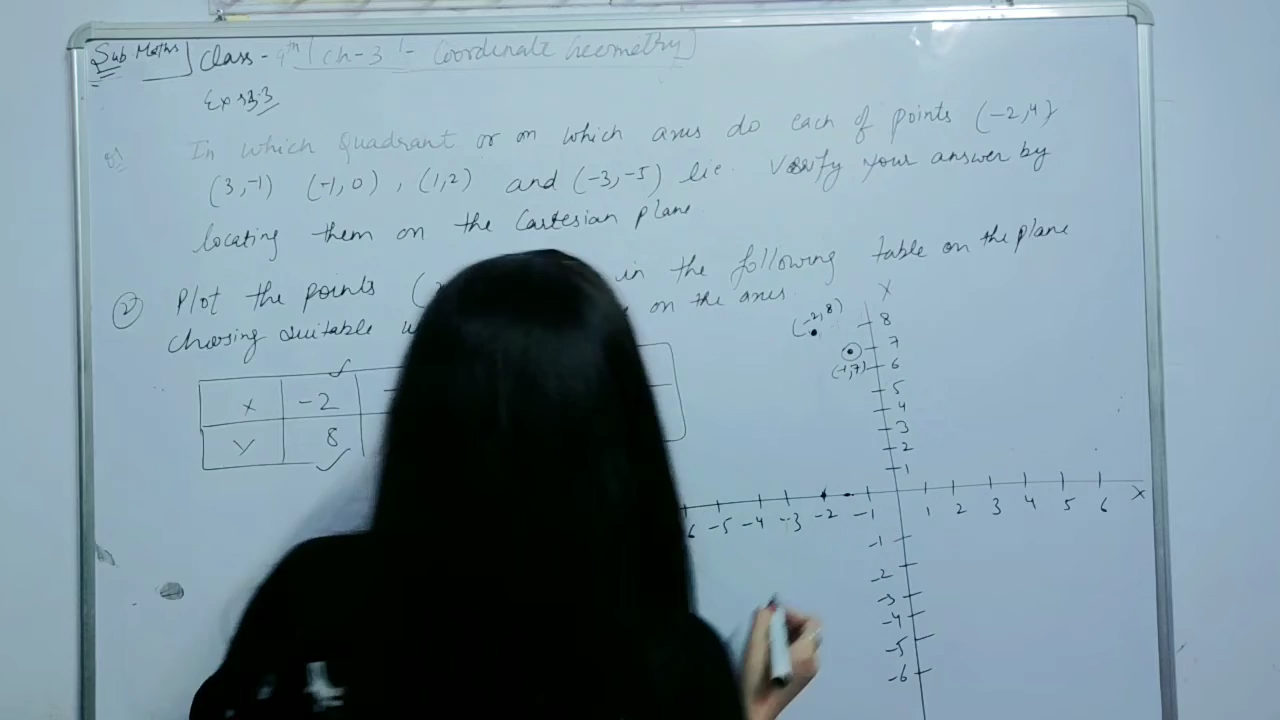 Sub Maths Class - 9th ( Ch-3 :- Coordinate Geometry )
Ex 3.3
In which Quadrant or on which axis do each of points (-2,4)
(3,-1) (-1,0), (1,2) and (-3,-5) lie. Verify your answer by
locating them on the Cartesian plane.
② Plot the points ( in the following table on the plane
choosing suitable on the axis.
x -2
y 8
X
(-2,8)
(-1,7)
8
7
6
5
4
3
2
1
6 -5 -4 -3 -2 -1 1 2 3 4 5 6 X
-1
-2
-3
-4
-5
-6